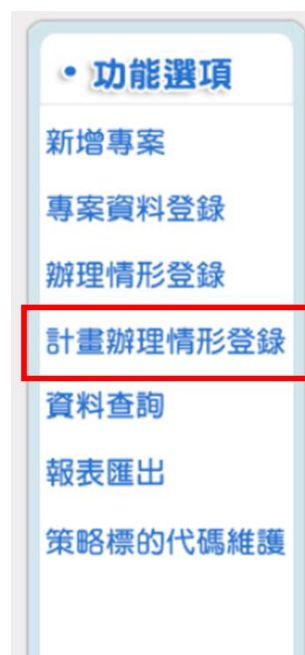 • 功能選項
新增專案
專案資料登錄
辦理情形登錄
計畫辦理情形登錄
資料查詢
報表匯出
策略標的代碼維護